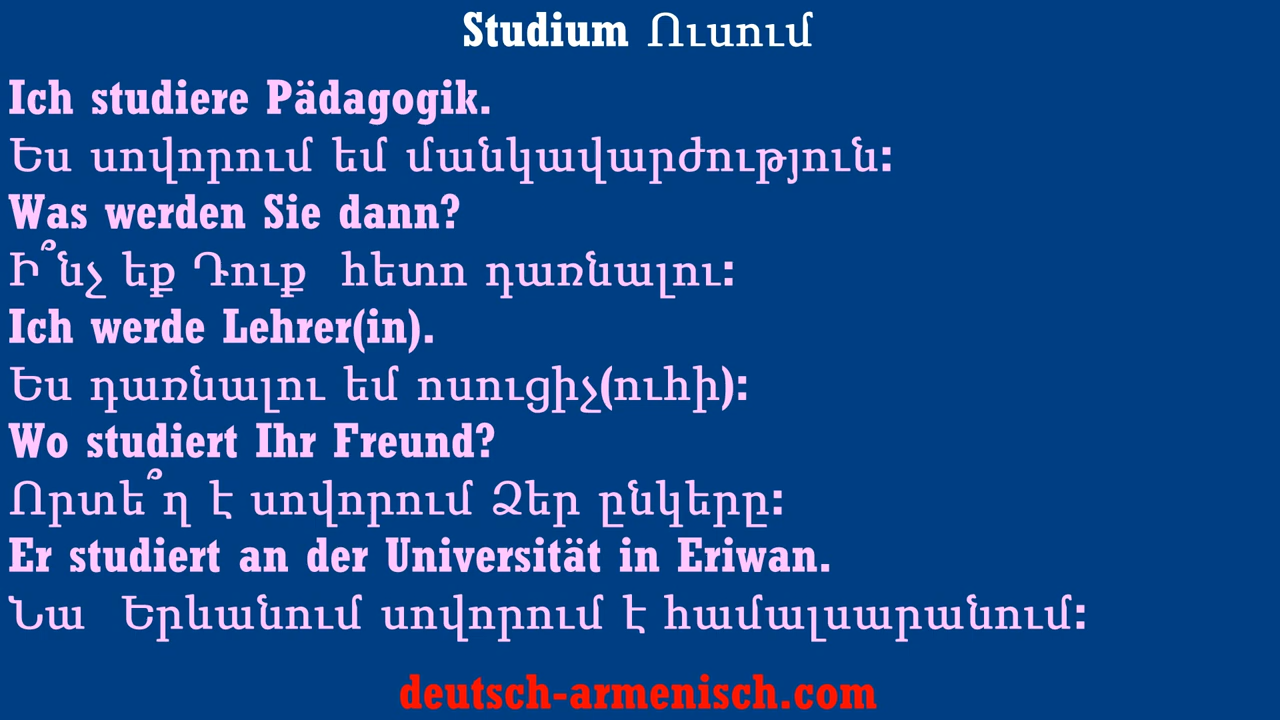 Studium Ուսում
Ich studiere Pädagogik.
Ես սովորում եմ մանկավարժություն:
Was werden Sie dann?
Ի՞նչ եք Դուք հետո դառնալու:
Ich werde Lehrer(in).
Ես դառնալու եմ ուսուցիչ(ուհի):
Wo studiert Ihr Freund?
Որտե՞ղ է սովորում Ձեր ընկերը:
Er studiert an der Universität in Eriwan.
Նա Երևանում սովորում է համալսարանում:
deutsch-armenisch.com